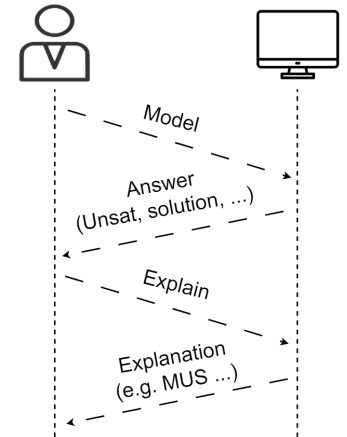 Model
Answer
(Unsat, solution, ...)
Explain
Explanation
(e.g. MUS ...)